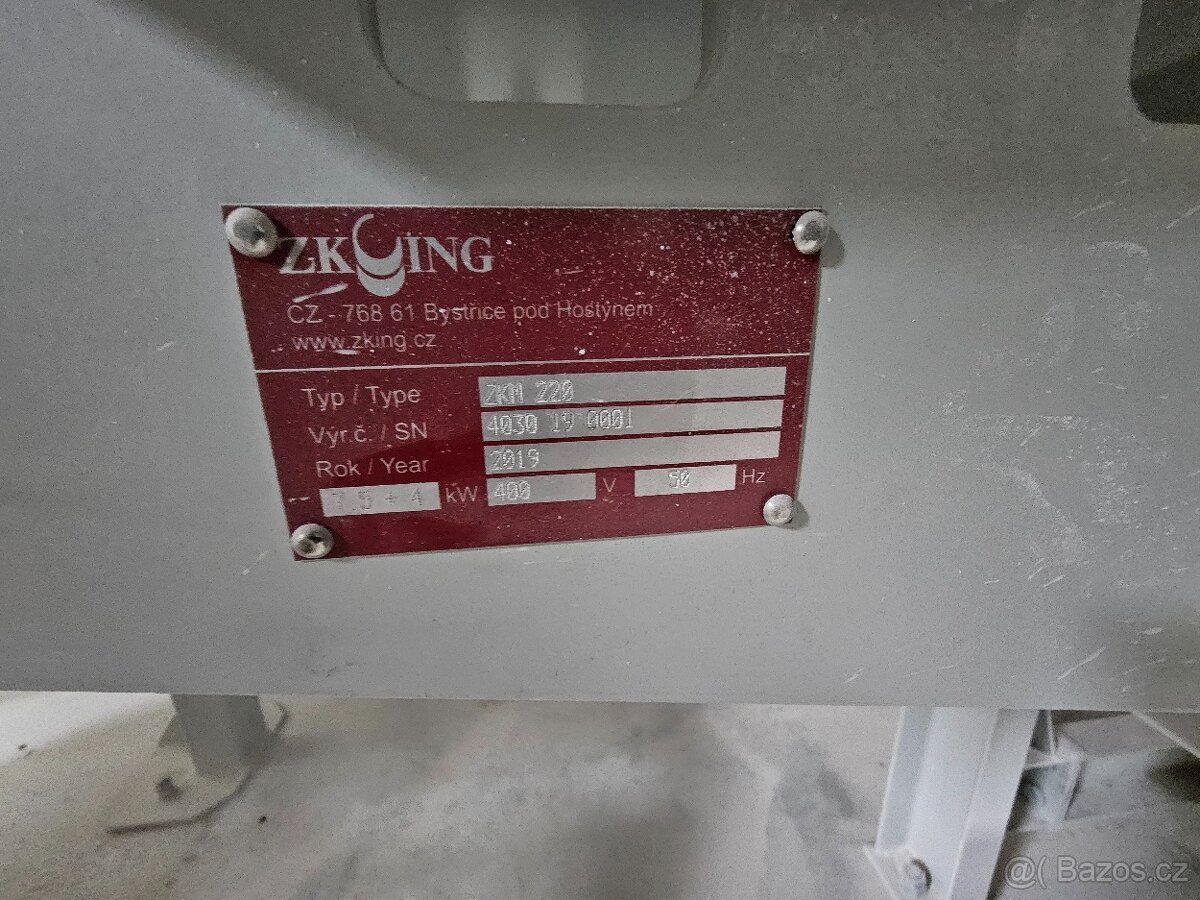 ZKING
CZ - 768 61 Bystřice pod Hostýnem
www.zking.cz
Typ / Type ZKM 220
Výr.č. / SN 4030 19 0001
Rok / Year 2019
7.5 + 4 kW 400 V 50 Hz
@( Bazos.cz